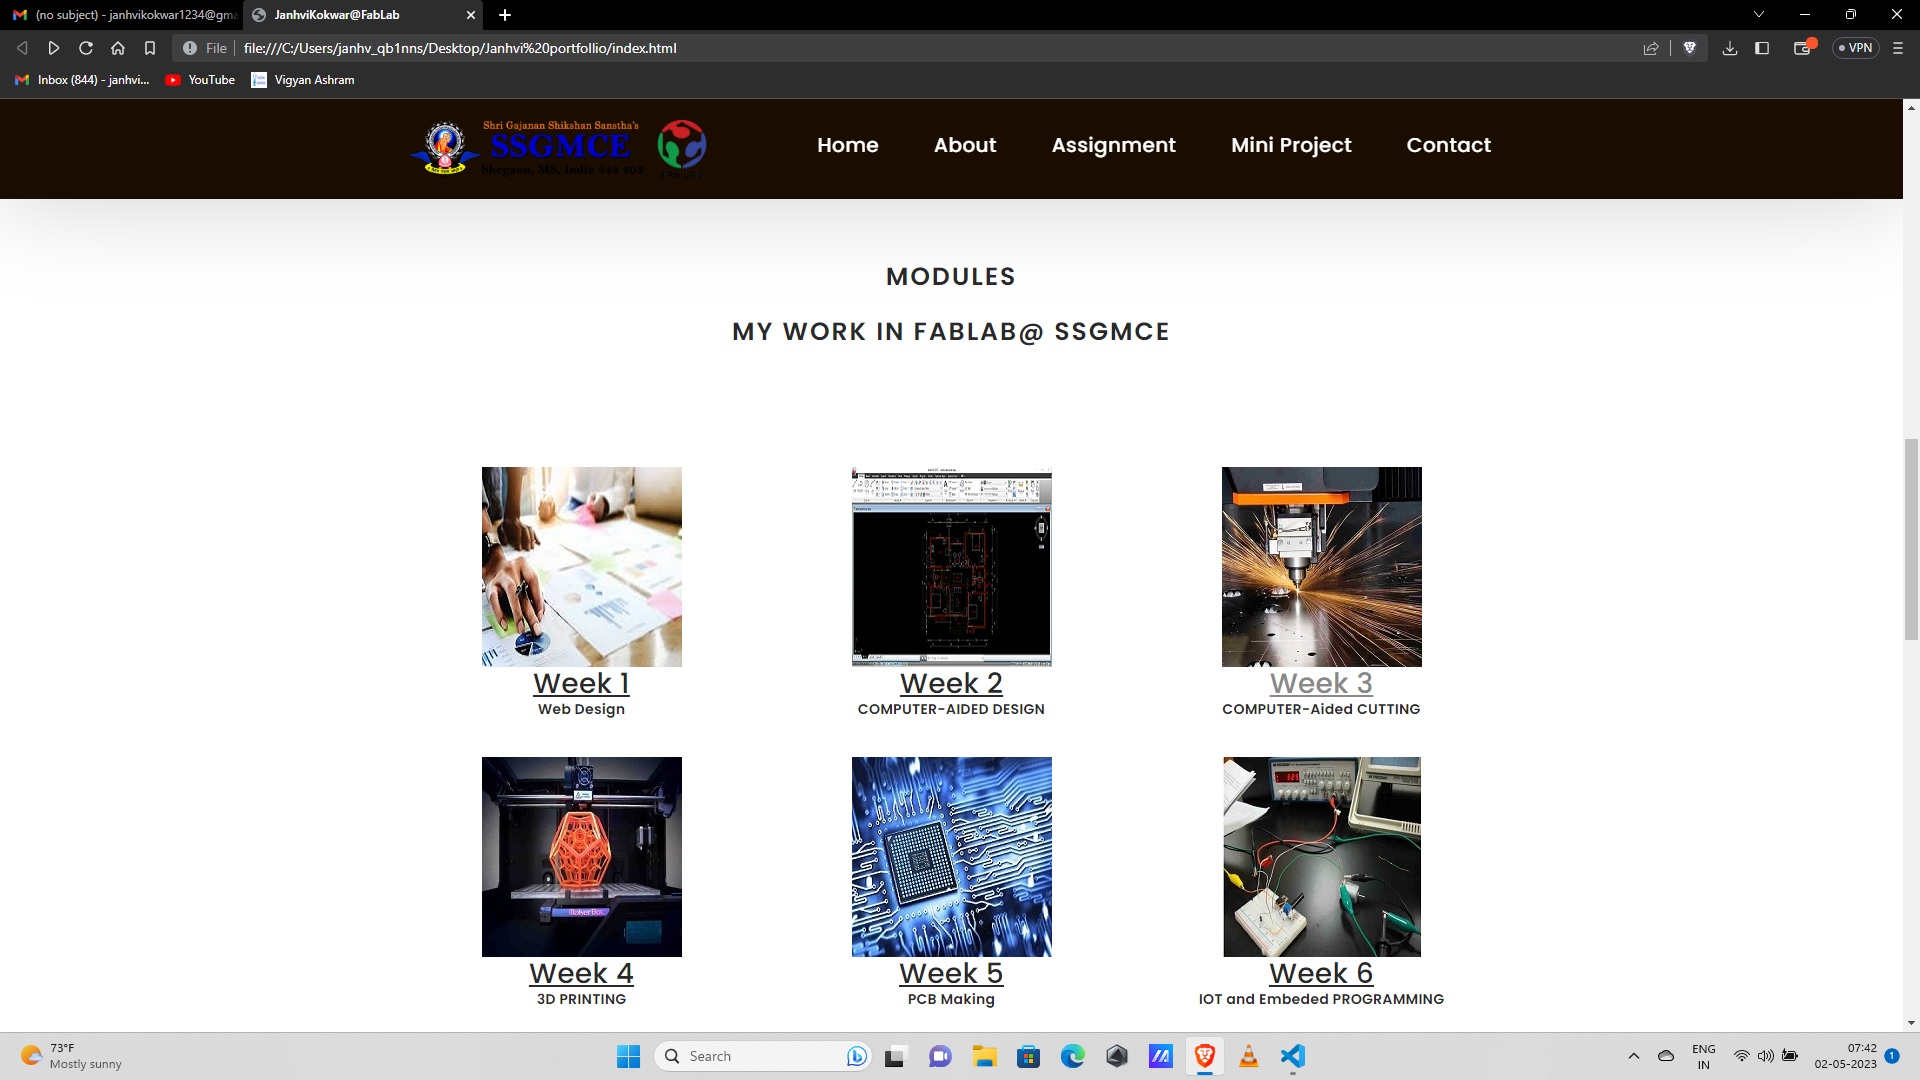 (no subject) - janhvikokwar1234@gma
JanhviKokwar@FabLab
File
file:///C:/Users/janhv_qb1nns/Desktop/Janhvi%20portfollio/index.html
VPN
Inbox (844) - janhvi...
YouTube
Vigyan Ashram
Shri Gajanan Shikshan Sanstha's
SSGMCE
Shegaon, MS, India 444 203
FAB LAB
Home
About
Assignment
Mini Project
Contact
MODULES
MY WORK IN FABLAB@ SSGMCE
Week 1
Web Design
Week 2
COMPUTER-AIDED DESIGN
Week 3
COMPUTER-Aided CUTTING
MakerBot
Week 4
3D PRINTING
Week 5
PCB Making
Week 6
IOT and Embeded PROGRAMMING
73°F
Mostly sunny
Search
ENG
IN
07:42
02-05-2023
1